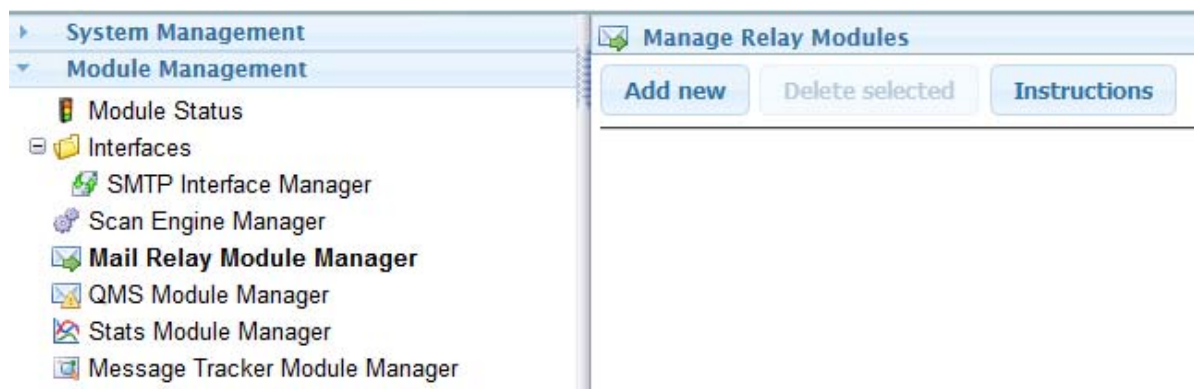 System Management
Module Management
Module Status
Interfaces
SMTP Interface Manager
Scan Engine Manager
Mail Relay Module Manager
QMS Module Manager
Stats Module Manager
Message Tracker Module Manager
Manage Relay Modules
Add new Delete selected Instructions